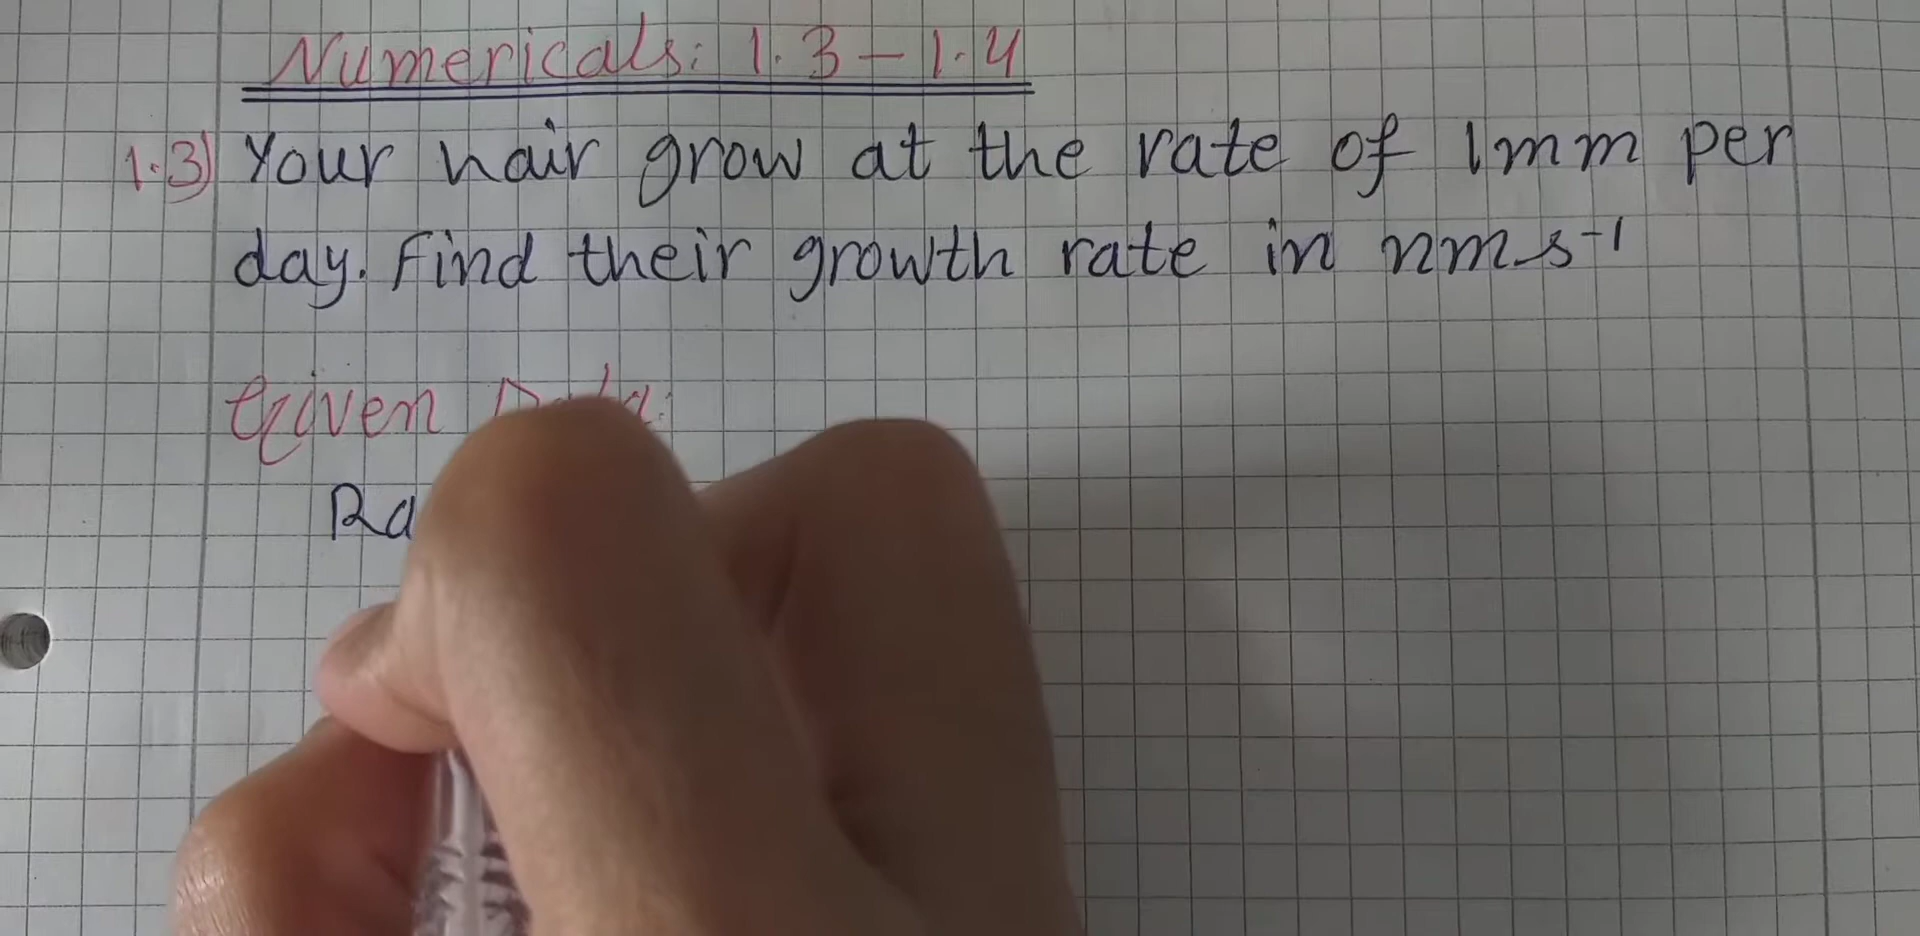 Numericals: 1.3 – 1.4
1.3) Your hair grow at the rate of 1mm per
day. Find their growth rate in nms⁻¹
Given